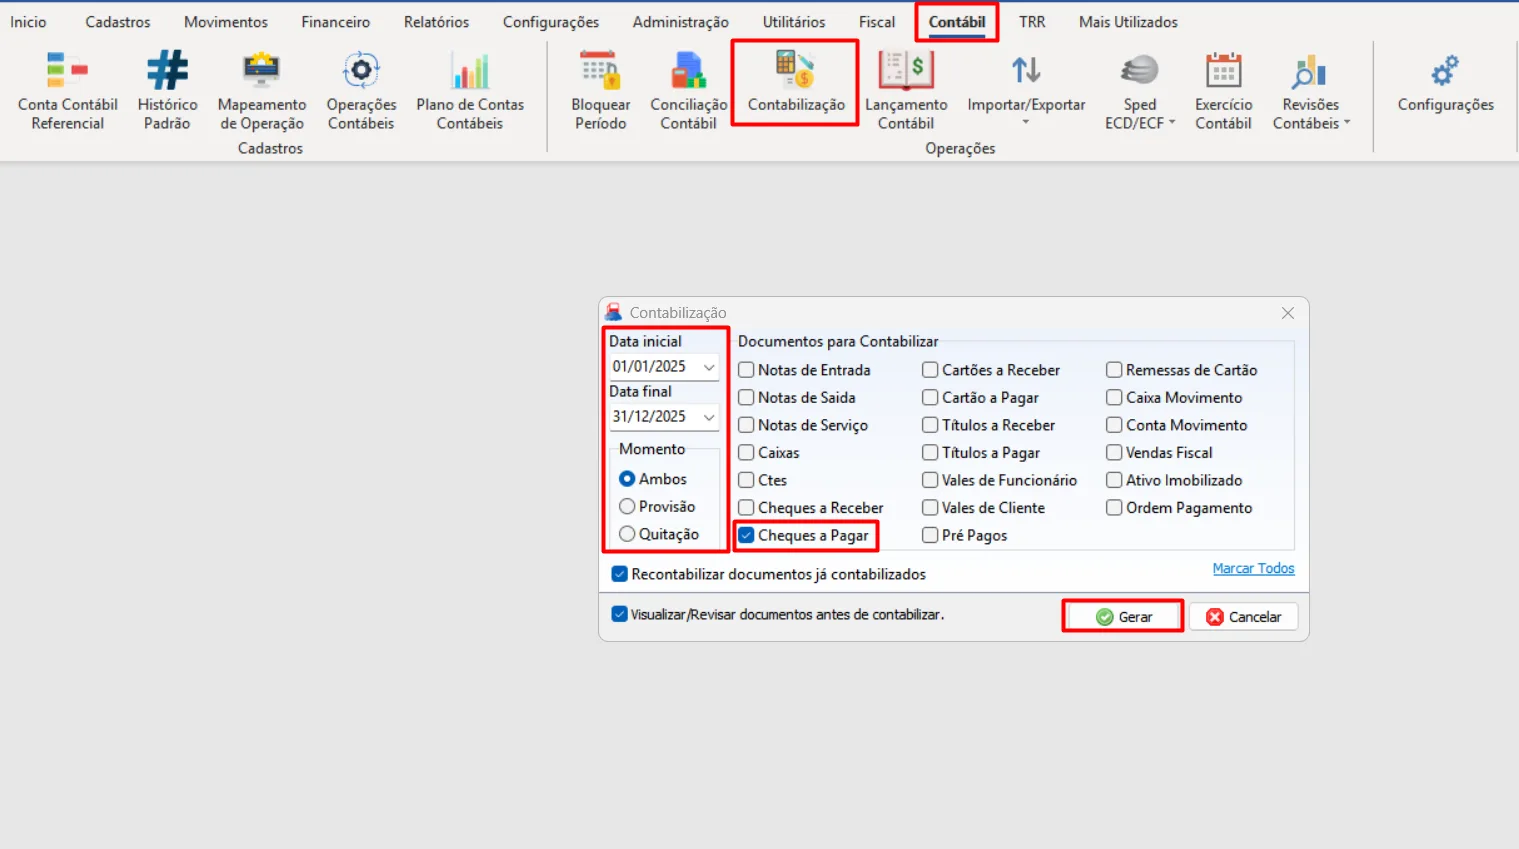 Inicio Cadastros Movimentos Financeiro Relatórios Configurações Administração Utilitários Fiscal Contábil TRR Mais Utilizados
Conta Contábil Referencial
Histórico Padrão
Mapeamento de Operação
Operações Contábeis
Plano de Contas Contábeis
Cadastros
Bloquear Período
Conciliação Contábil
Contabilização
Lançamento Contábil
Importar/Exportar
Sped ECD/ECF
Exercício Contábil
Revisões Contábeis
Operações
Configurações
Contabilização
Data inicial
01/01/2025
Data final
31/12/2025
Momento
Ambos
Provisão
Quitação
Documentos para Contabilizar
Notas de Entrada
Notas de Saida
Notas de Serviço
Caixas
Ctes
Cheques a Receber
Cheques a Pagar
Cartões a Receber
Cartão a Pagar
Títulos a Receber
Títulos a Pagar
Vales de Funcionário
Vales de Cliente
Pré Pagos
Remessas de Cartão
Caixa Movimento
Conta Movimento
Vendas Fiscal
Ativo Imobilizado
Ordem Pagamento
Recontabilizar documentos já contabilizados
Marcar Todos
Visualizar/Revisar documentos antes de contabilizar.
Gerar
Cancelar